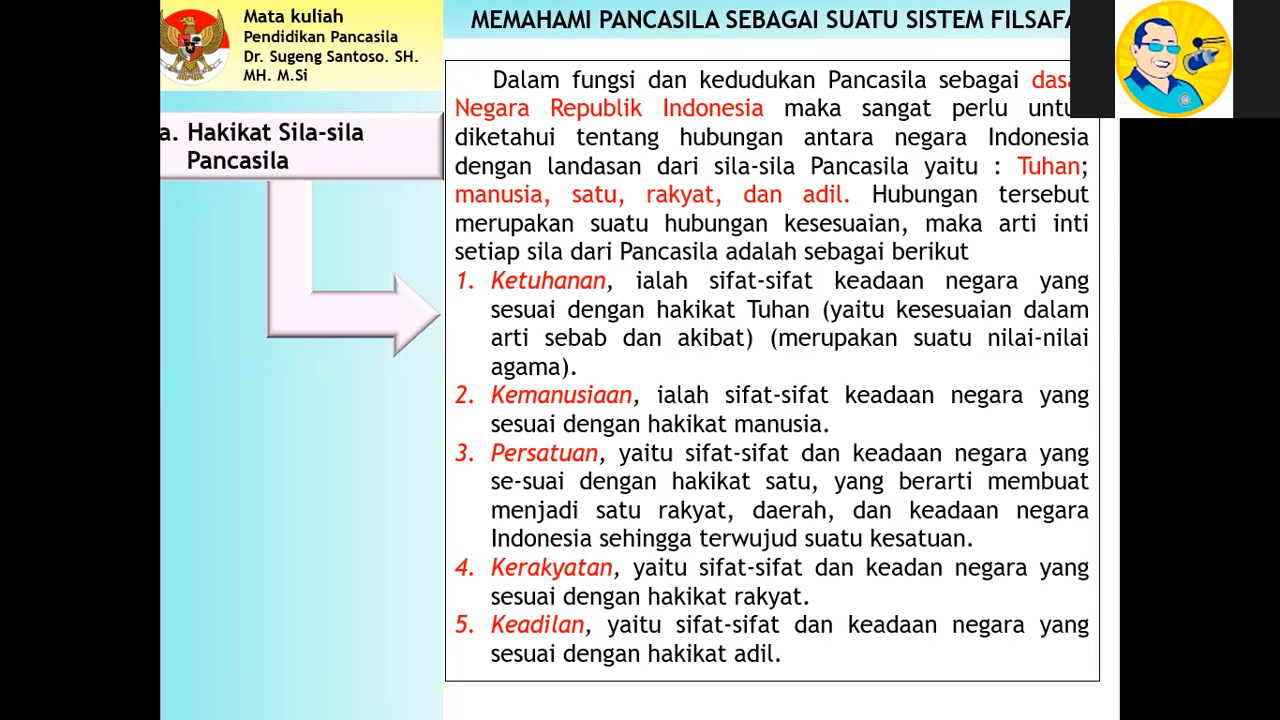 Mata kuliah
Pendidikan Pancasila
Dr. Sugeng Santoso. SH.
MH. M.Si
MEMAHAMI PANCASILA SEBAGAI SUATU SISTEM
a. Hakikat Sila-sila
Pancasila
Dalam fungsi dan kedudukan Pancasila sebagai
Negara Republik Indonesia maka sangat perlu
diketahui tentang hubungan antara negara Indonesia
dengan landasan dari sila-sila Pancasila yaitu : Tuhan;
manusia, satu, rakyat, dan adil. Hubungan tersebut
merupakan suatu hubungan kesesuaian, maka arti inti
setiap sila dari Pancasila adalah sebagai berikut
1. Ketuhanan, ialah sifat-sifat keadaan negara yang
sesuai dengan hakikat Tuhan (yaitu kesesuaian dalam
arti sebab dan akibat) (merupakan suatu nilai-nilai
agama).
2. Kemanusiaan, ialah sifat-sifat keadaan negara yang
sesuai dengan hakikat manusia.
3. Persatuan, yaitu sifat-sifat dan keadaan negara yang
se-suai dengan hakikat satu, yang berarti membuat
menjadi satu rakyat, daerah, dan keadaan negara
Indonesia sehingga terwujud suatu kesatuan.
4. Kerakyatan, yaitu sifat-sifat dan keadan negara yang
sesuai dengan hakikat rakyat.
5. Keadilan, yaitu sifat-sifat dan keadaan negara yang
sesuai dengan hakikat adil.